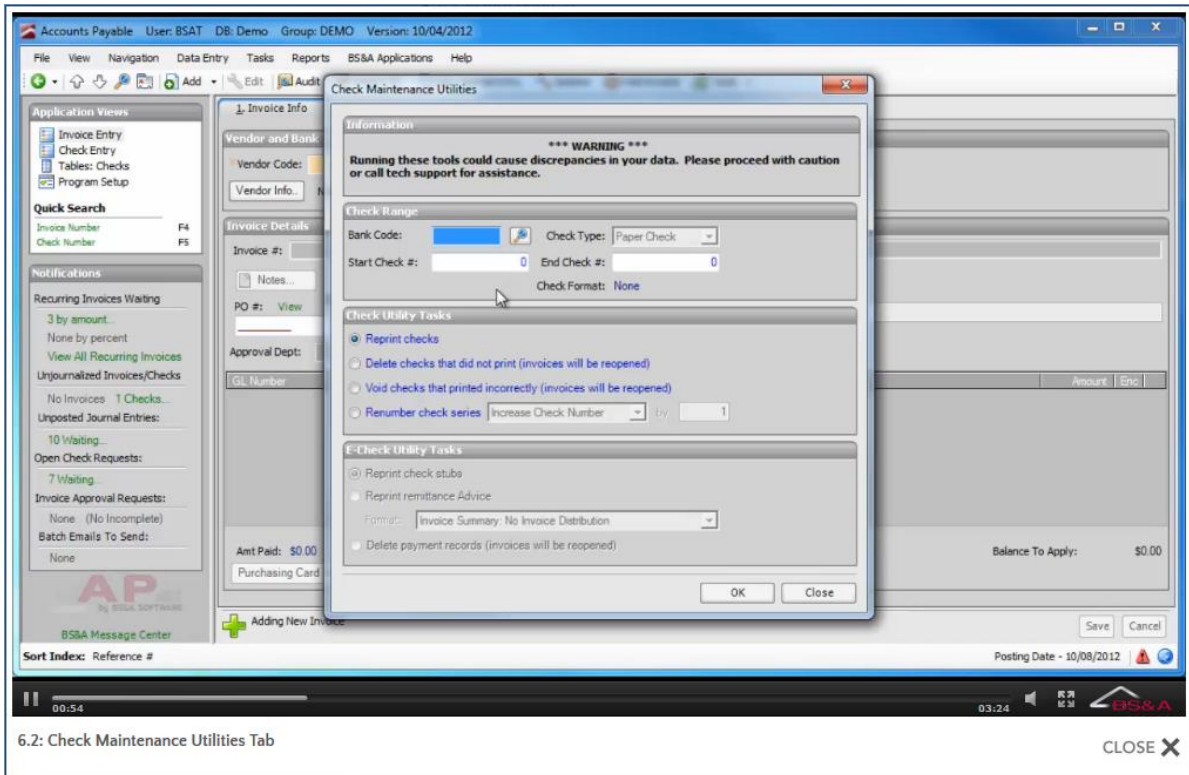 Accounts Payable User: BSAT DB: Demo Group: DEMO Version: 10/04/2012
File View Navigation Data Entry Tasks Reports BS&A Applications Help
Add Edit Audit
Application Views
Invoice Entry
Check Entry
Tables: Checks
Program Setup
Quick Search
Invoice Number F4
Check Number F5
Notifications
Recurring Invoices Waiting
3 by amount...
None by percent
View All Recurring Invoices
Unjournalized Invoices/Checks
No Invoices 1 Checks...
Unposted Journal Entries:
10 Waiting...
Open Check Requests:
7 Waiting...
Invoice Approval Requests:
None (No Incomplete)
Batch Emails To Send:
None
AP
by BS&A SOFTWARE
BS&A Message Center
1. Invoice Info
Vendor and Bank
Vendor Code:
Vendor Info..
Invoice Details
Invoice #:
Notes...
PO #: View
Approval Dept:
GL Number Amount Enc
Amt Paid: $0.00 Balance To Apply: $0.00
Purchasing Card
Adding New Invoice Save Cancel
Check Maintenance Utilities
Information
*** WARNING ***
Running these tools could cause discrepancies in your data. Please proceed with caution
or call tech support for assistance.
Check Range
Bank Code: Check Type: Paper Check
Start Check #: 0 End Check #: 0
Check Format: None
Check Utility Tasks
Reprint checks
Delete checks that did not print (invoices will be reopened)
Void checks that printed incorrectly (invoices will be reopened)
Renumber check series Increase Check Number by 1
E-Check Utility Tasks
Reprint check stubs
Reprint remittance Advice
Format: Invoice Summary: No Invoice Distribution
Delete payment records (invoices will be reopened)
OK Close
Sort Index: Reference # Posting Date - 10/08/2012
00:54 03:24 BS&A
6.2: Check Maintenance Utilities Tab CLOSE X